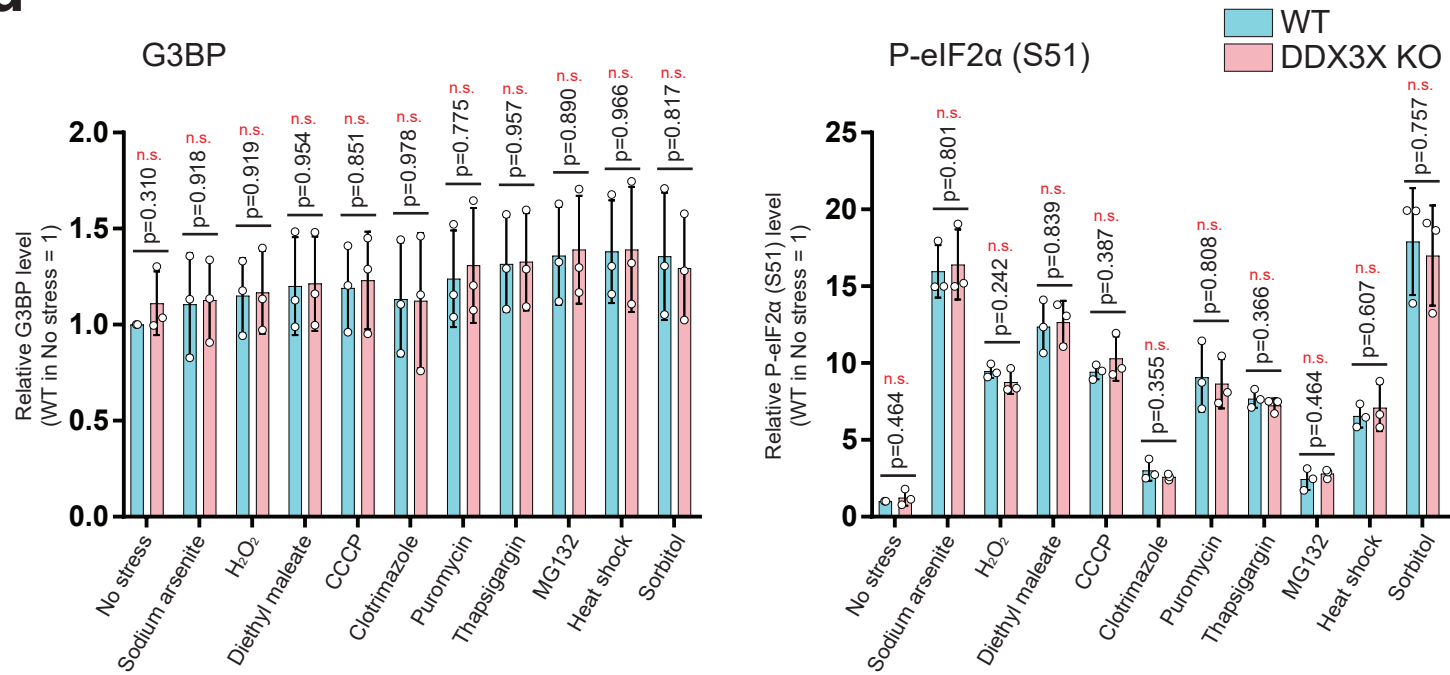 d
WT
DDX3X KO
G3BP
Relative G3BP level
(WT in No stress = 1)
2.0
1.5
1.0
0.5
0.0
n.s.
p=0.310
n.s.
p=0.918
n.s.
p=0.919
n.s.
p=0.954
n.s.
p=0.851
n.s.
p=0.978
n.s.
p=0.775
n.s.
p=0.957
n.s.
p=0.890
n.s.
p=0.966
n.s.
p=0.817
No stress
Sodium arsenite
H₂O₂
Diethyl maleate
CCCP
Clotrimazole
Puromycin
Thapsigargin
MG132
Heat shock
Sorbitol
P-eIF2α (S51)
Relative P-eIF2α (S51) level
(WT in No stress = 1)
25
20
15
10
5
0
n.s.
p=0.464
n.s.
p=0.801
n.s.
p=0.242
n.s.
p=0.839
n.s.
p=0.387
n.s.
p=0.355
n.s.
p=0.808
n.s.
p=0.366
n.s.
p=0.464
n.s.
p=0.607
n.s.
p=0.757
No stress
Sodium arsenite
H₂O₂
Diethyl maleate
CCCP
Clotrimazole
Puromycin
Thapsigargin
MG132
Heat shock
Sorbitol